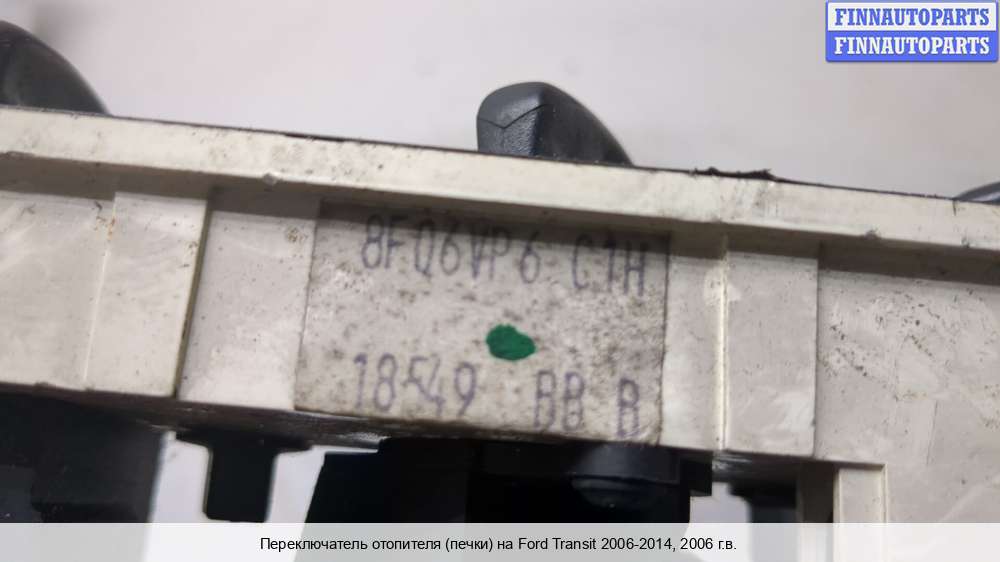 FINNAUTOPARTS
FINNAUTOPARTS
8FQ6VP6 C1H
18549 BB B
Переключатель отопителя (печки) на Ford Transit 2006-2014, 2006 г.в.